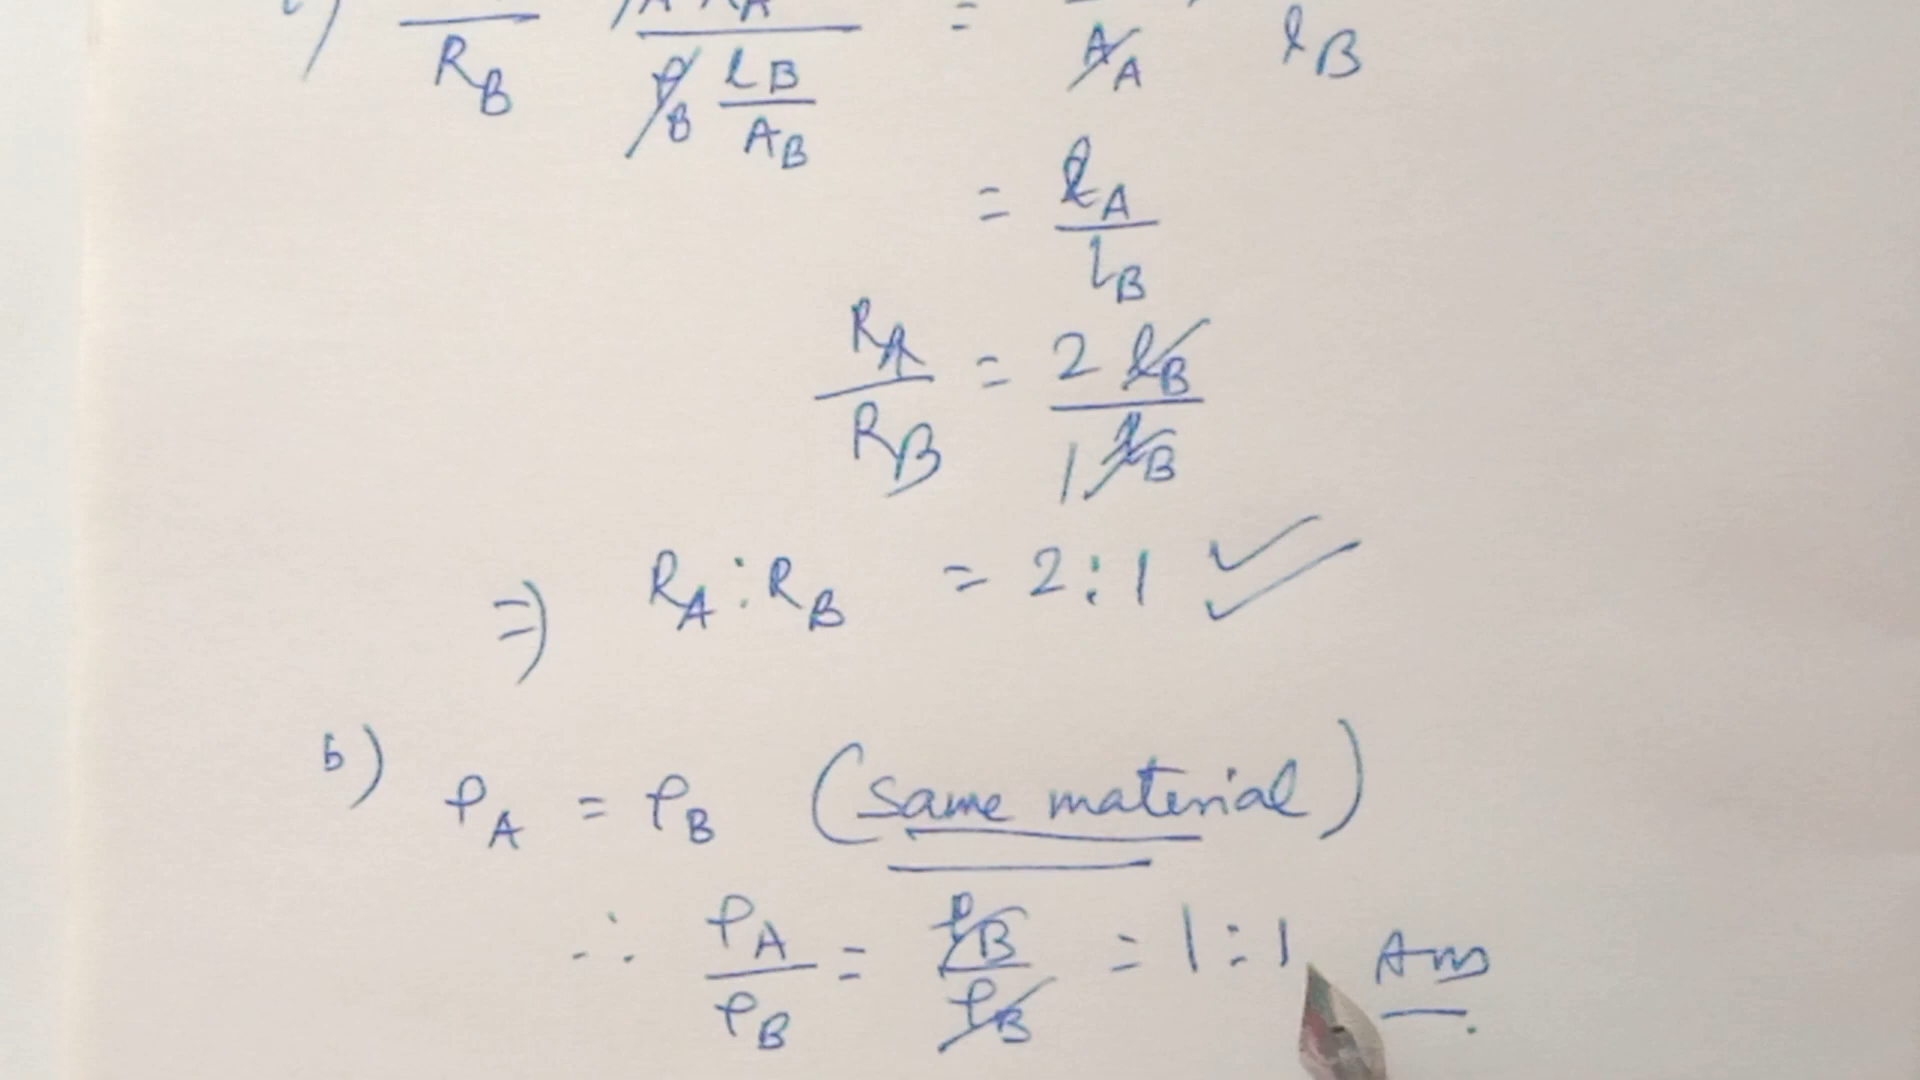 R_B ρ_B l_B / A_B = A_A l_B
= l_A / l_B
R_A / R_B = 2 l_B / 1 l_B
⇒ R_A : R_B = 2 : 1 ✓✓
b) ρ_A = ρ_B (same material)
∴ ρ_A / ρ_B = ρ_B / ρ_B = 1 : 1 Ans